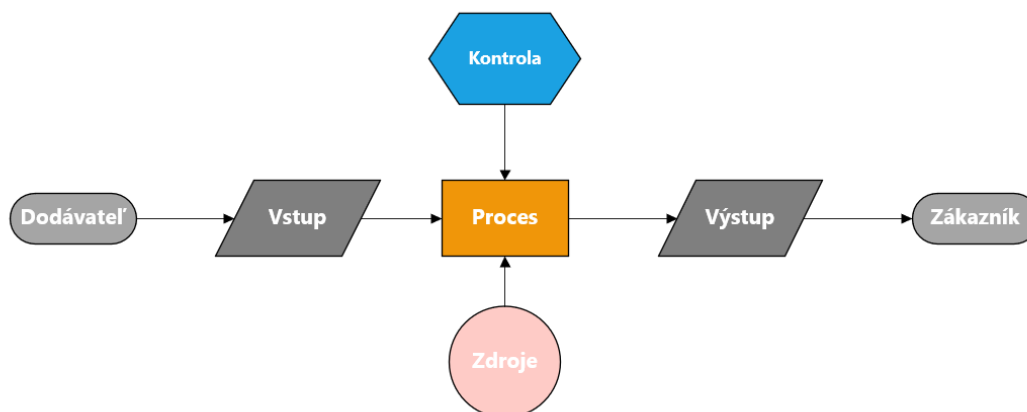 Kontrola
Dodávateľ
Vstup
Proces
Výstup
Zákazník
Zdroje